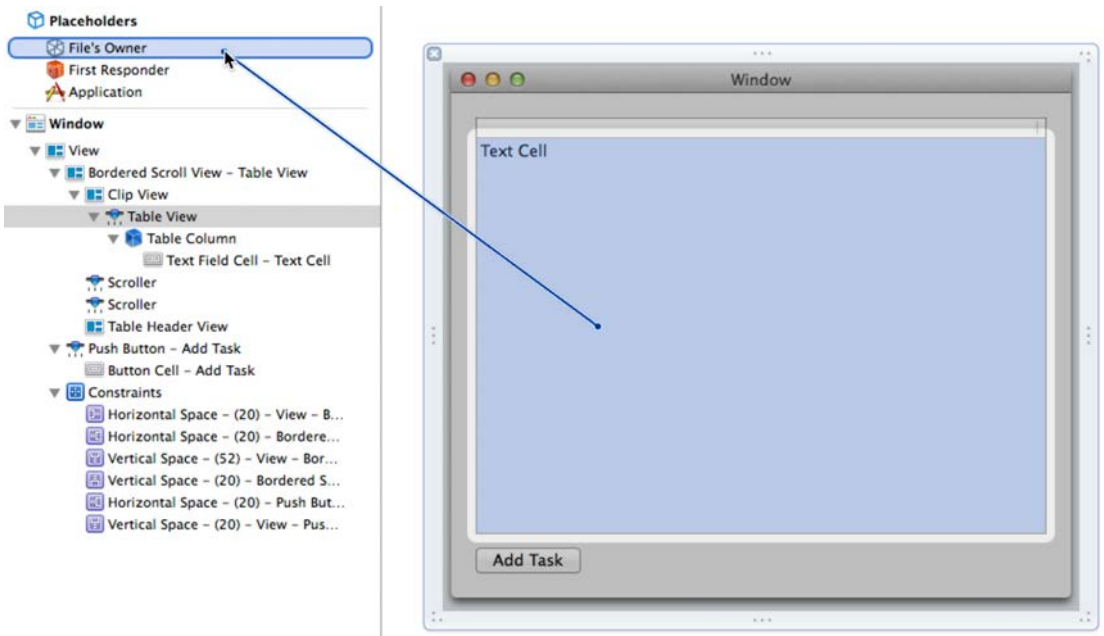 Placeholders
File's Owner
First Responder
Application
Window
View
Bordered Scroll View – Table View
Clip View
Table View
Table Column
Text Field Cell – Text Cell
Scroller
Scroller
Table Header View
Push Button – Add Task
Button Cell – Add Task
Constraints
Horizontal Space – (20) – View – B...
Horizontal Space – (20) – Bordere...
Vertical Space – (52) – View – Bor...
Vertical Space – (20) – Bordered S...
Horizontal Space – (20) – Push But...
Vertical Space – (20) – View – Pus...
Window
Text Cell
Add Task